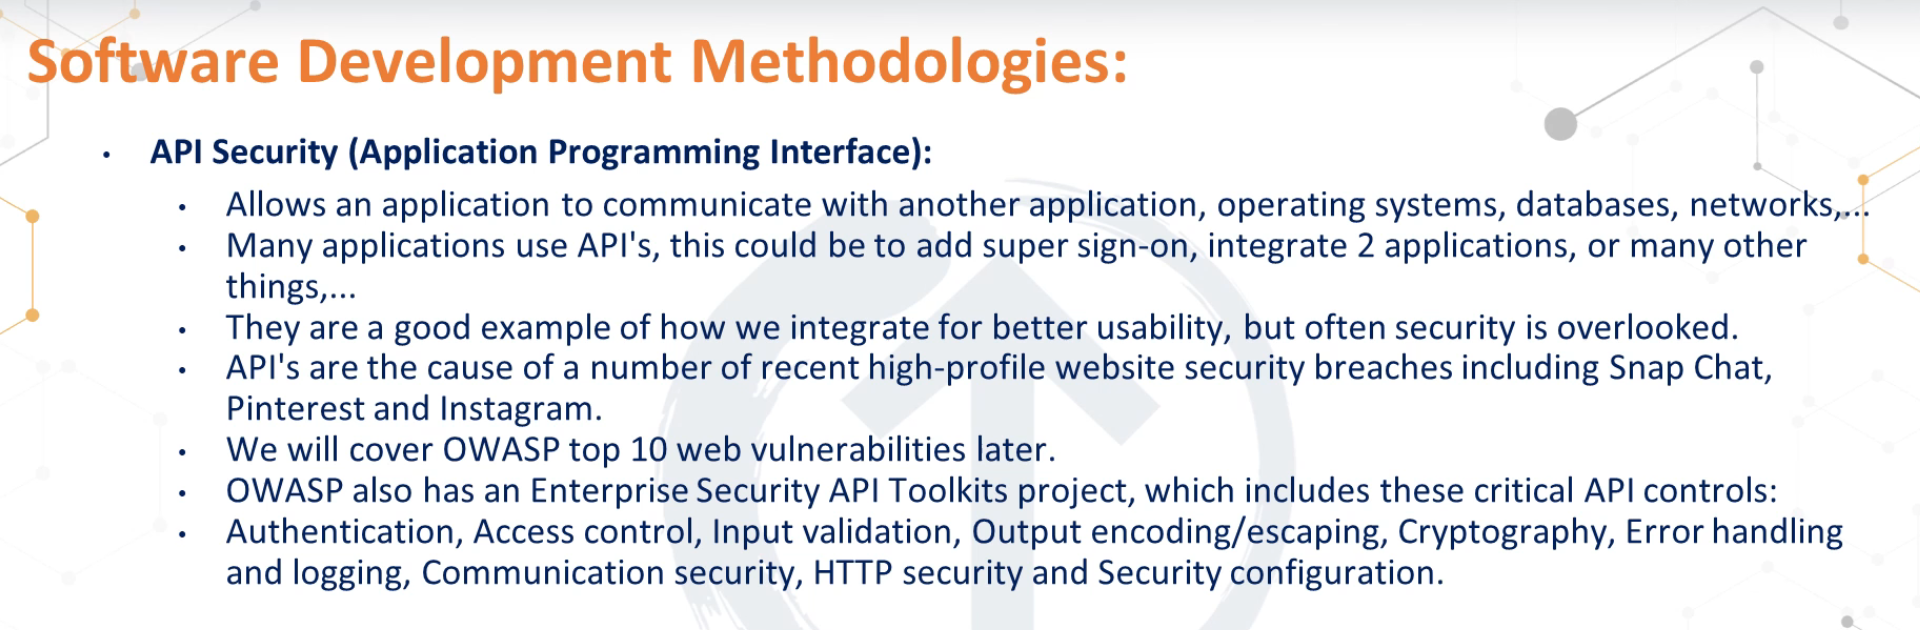 Software Development Methodologies:
• API Security (Application Programming Interface):
• Allows an application to communicate with another application, operating systems, databases, networks,...
• Many applications use API's, this could be to add super sign-on, integrate 2 applications, or many other
things,...
• They are a good example of how we integrate for better usability, but often security is overlooked.
• API's are the cause of a number of recent high-profile website security breaches including Snap Chat,
Pinterest and Instagram.
• We will cover OWASP top 10 web vulnerabilities later.
• OWASP also has an Enterprise Security API Toolkits project, which includes these critical API controls:
• Authentication, Access control, Input validation, Output encoding/escaping, Cryptography, Error handling
and logging, Communication security, HTTP security and Security configuration.